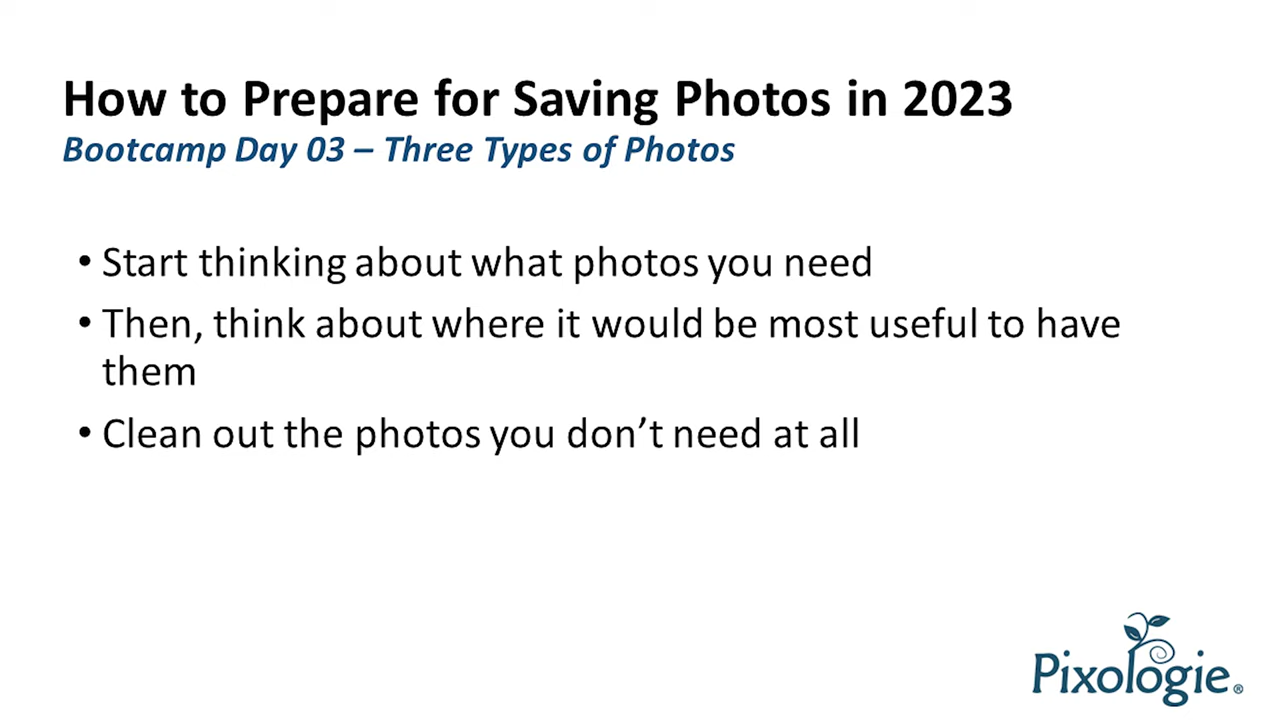 How to Prepare for Saving Photos in 2023
Bootcamp Day 03 – Three Types of Photos
• Start thinking about what photos you need
• Then, think about where it would be most useful to have
them
• Clean out the photos you don’t need at all
Pixologie®